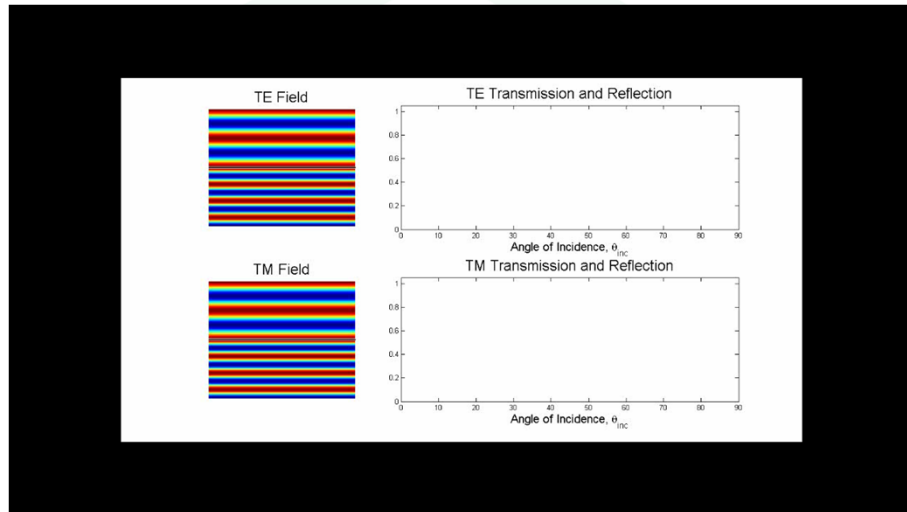 TE Field
TE Transmission and Reflection
1
0.8
0.6
0.4
0.2
0
0 10 20 30 40 50 60 70 80 90
Angle of Incidence, θinc
TM Field
TM Transmission and Reflection
1
0.8
0.6
0.4
0.2
0
0 10 20 30 40 50 60 70 80 90
Angle of Incidence, θinc